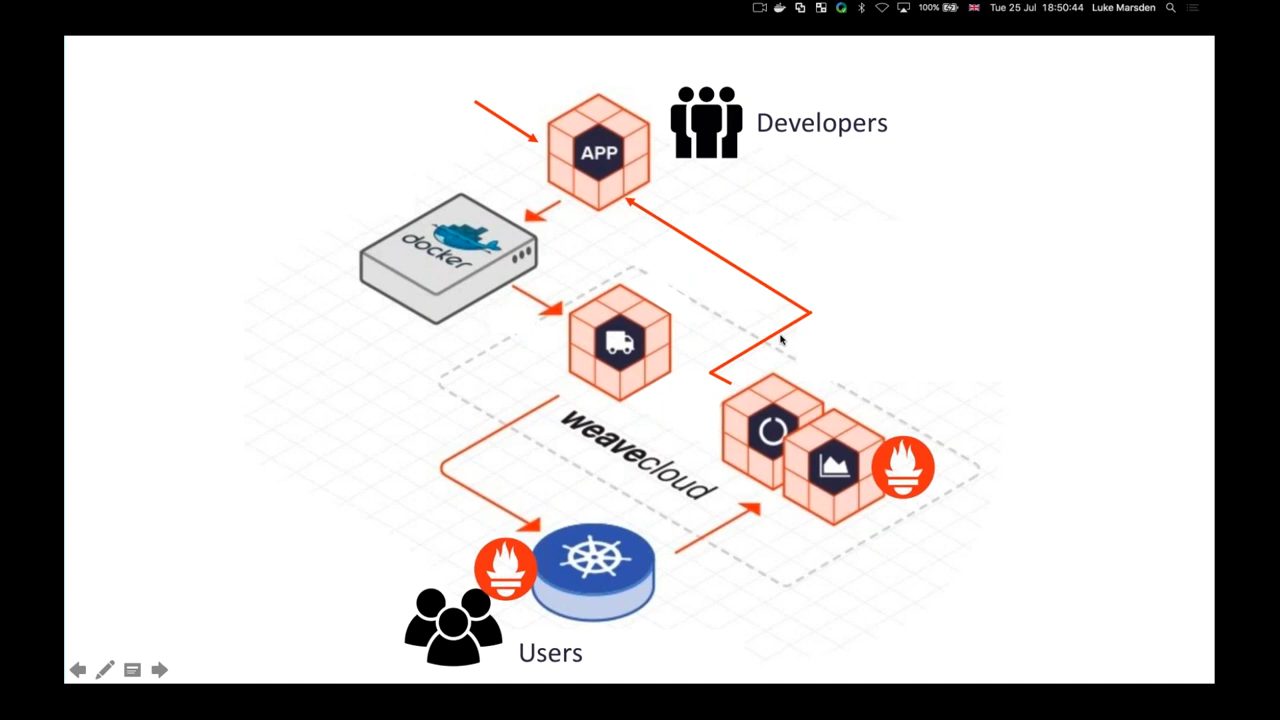 100% Tue 25 Jul 18:50:44 Luke Marsden
Developers
APP
docker
weavecloud
Users